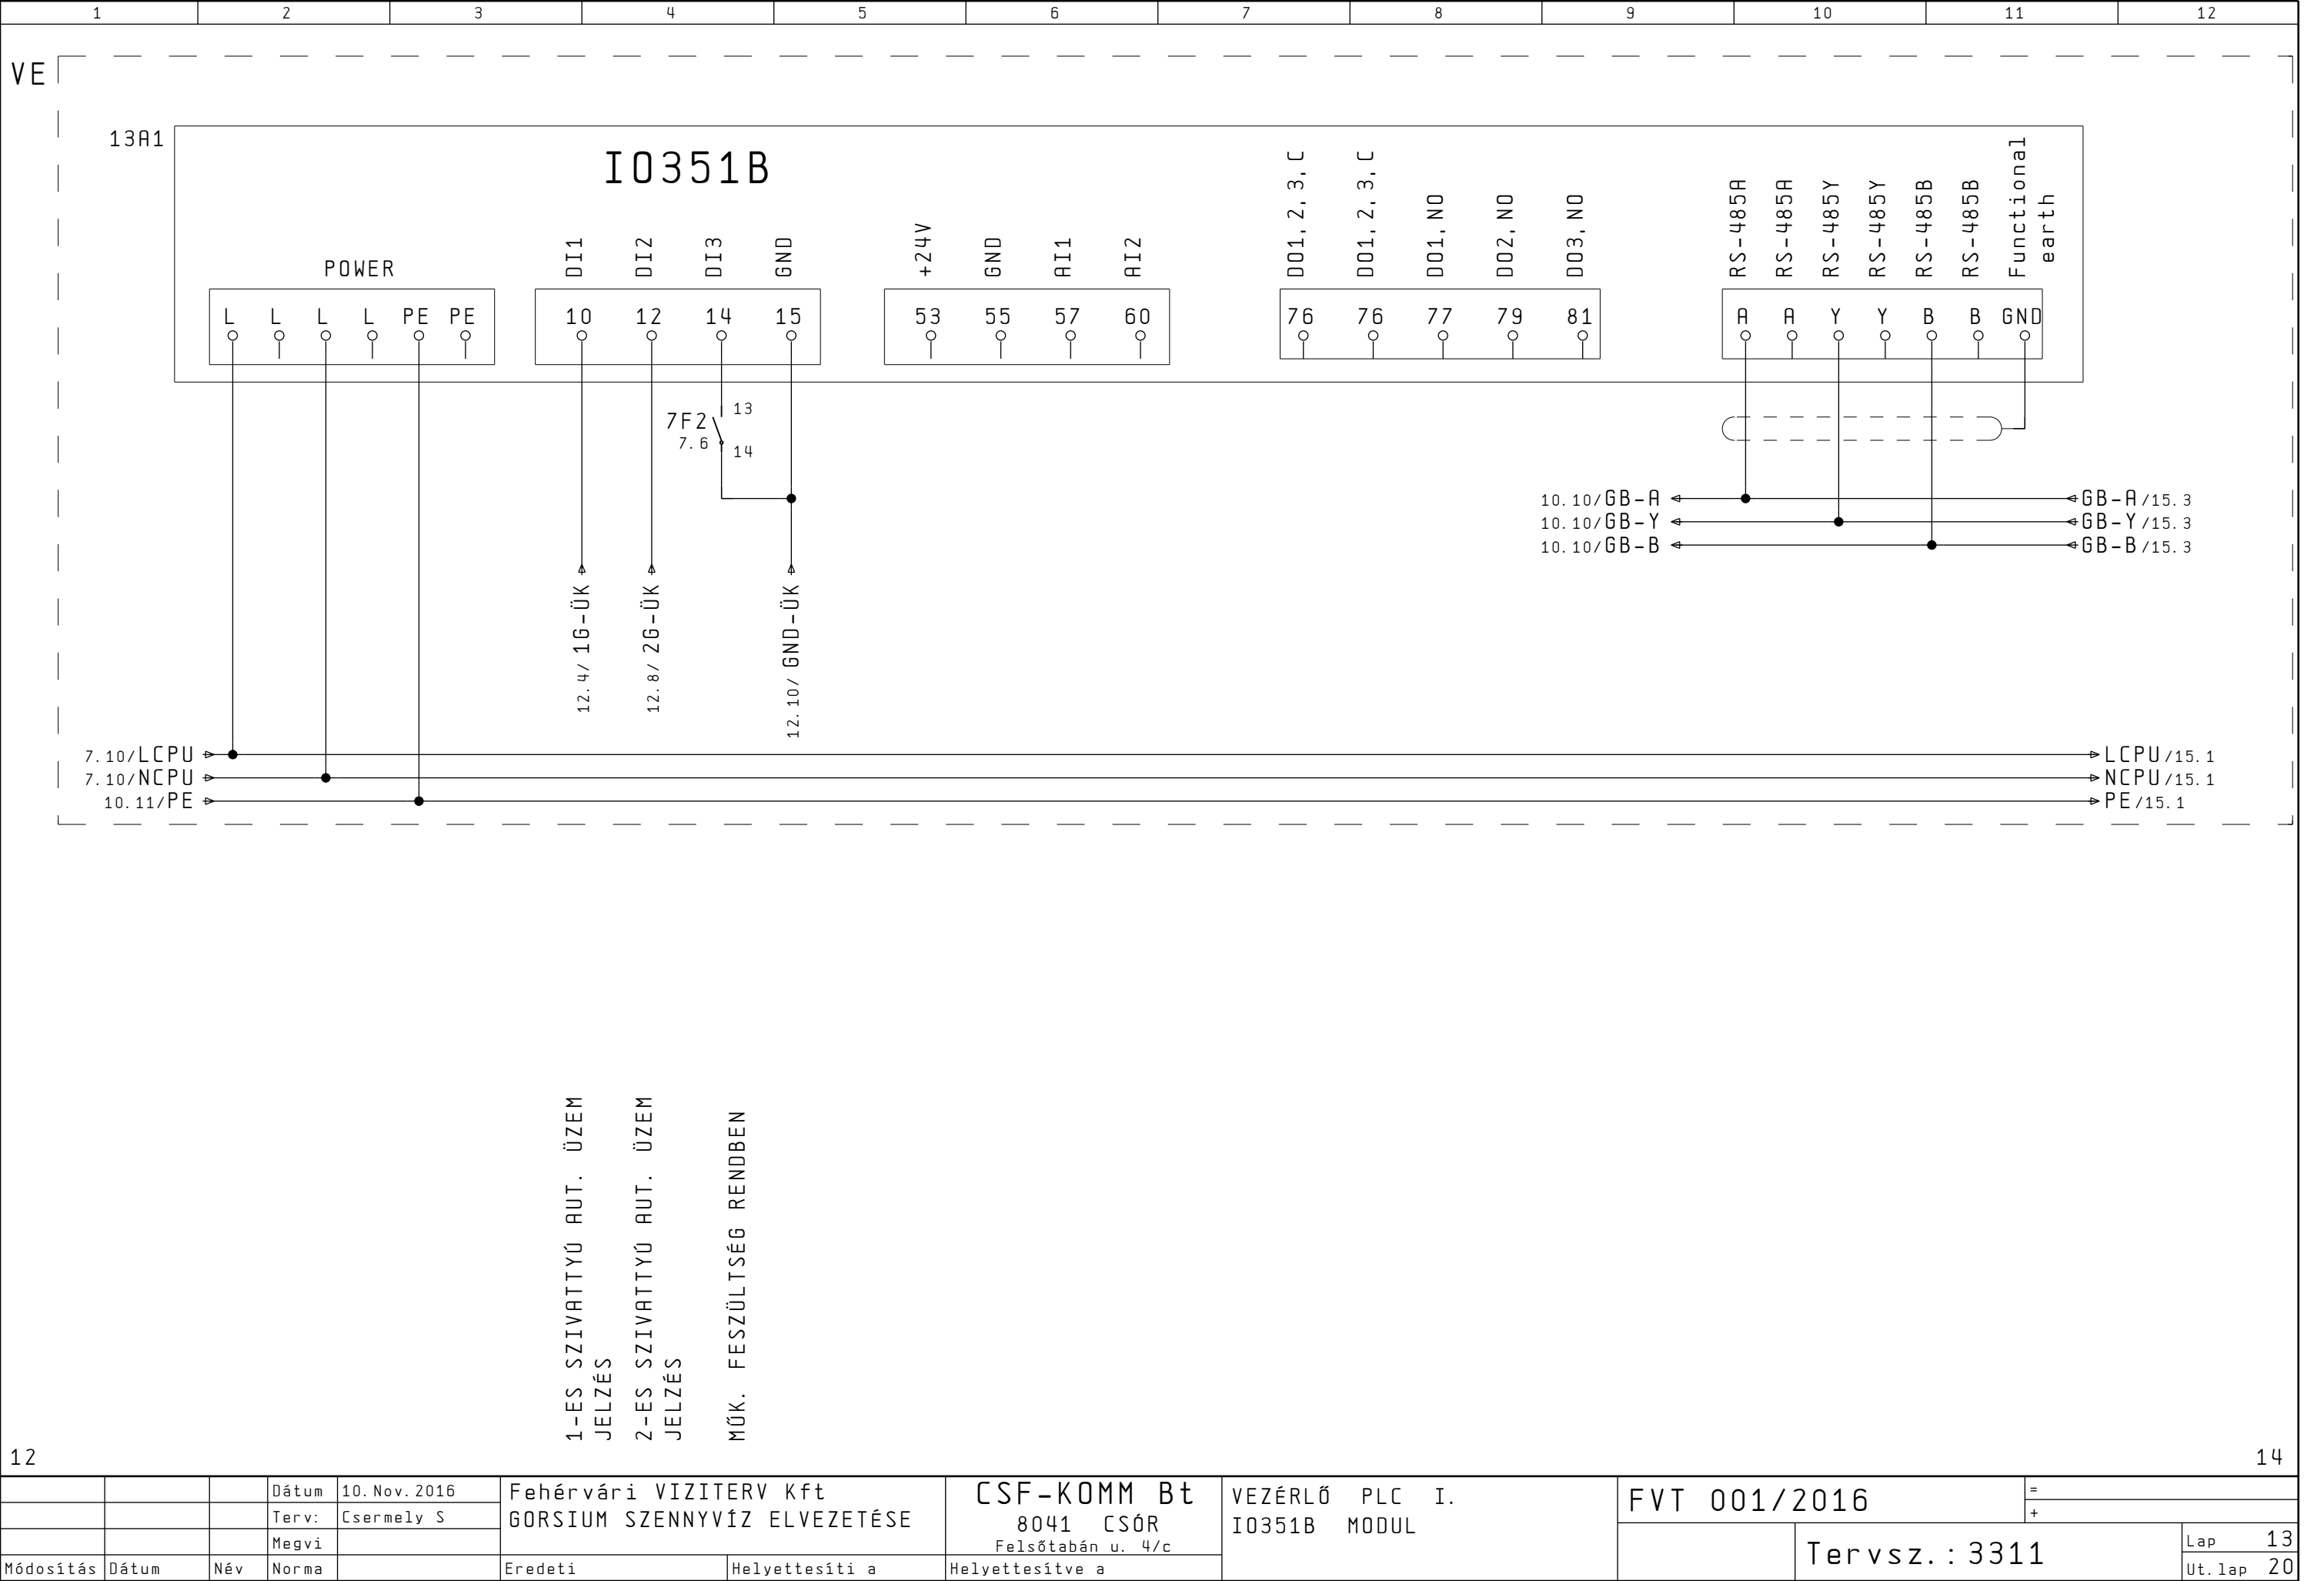 1 2 3 4 5 6 7 8 9 10 11 12
VE
13A1
IO351B
POWER
DI1
DI2
DI3
GND
+24V
GND
AI1
AI2
DO1,2,3,C
DO1,2,3,C
DO1,NO
DO2,NO
DO3,NO
RS-485A
RS-485A
RS-485Y
RS-485Y
RS-485B
RS-485B
Functional
earth
L L L L PE PE
10 12 14 15
53 55 57 60
76 76 77 79 81
A A Y Y B B GND
7F2
7.6
13
14
10.10/GB-A
10.10/GB-Y
10.10/GB-B
GB-A/15.3
GB-Y/15.3
GB-B/15.3
12.4/ 1G-ÜK
12.8/ 2G-ÜK
12.10/ GND-ÜK
7.10/LCPU
7.10/NCPU
10.11/PE
LCPU/15.1
NCPU/15.1
PE/15.1
1-ES SZIVATTYÚ AUT. ÜZEM
JELZÉS
2-ES SZIVATTYÚ AUT. ÜZEM
JELZÉS
MŰK. FESZÜLTSÉG RENDBEN
12
14
Dátum 10.Nov.2016
Terv: Csermely S
Megvi
Módosítás Dátum Név Norma
Fehérvári VIZITERV Kft
GORSIUM SZENNYVÍZ ELVEZETÉSE
Eredeti Helyettesíti a Helyettesítve a
CSF-KOMM Bt
8041 CSÓR
Felsőtabán u. 4/c
VEZÉRLŐ PLC I.
IO351B MODUL
FVT 001/2016
=
+
Tervsz.:3311
Lap 13
Ut.lap 20